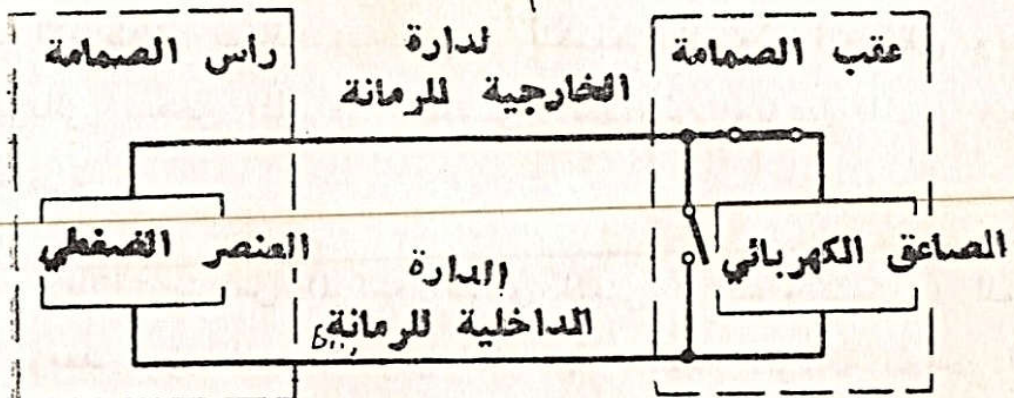 عقب الصمامة
لدارة
الخارجية للرمانة
راس الصمامة
الصاعق الكهربائي
العنصر الضغطي
الدارة
الداخلية للرمانة